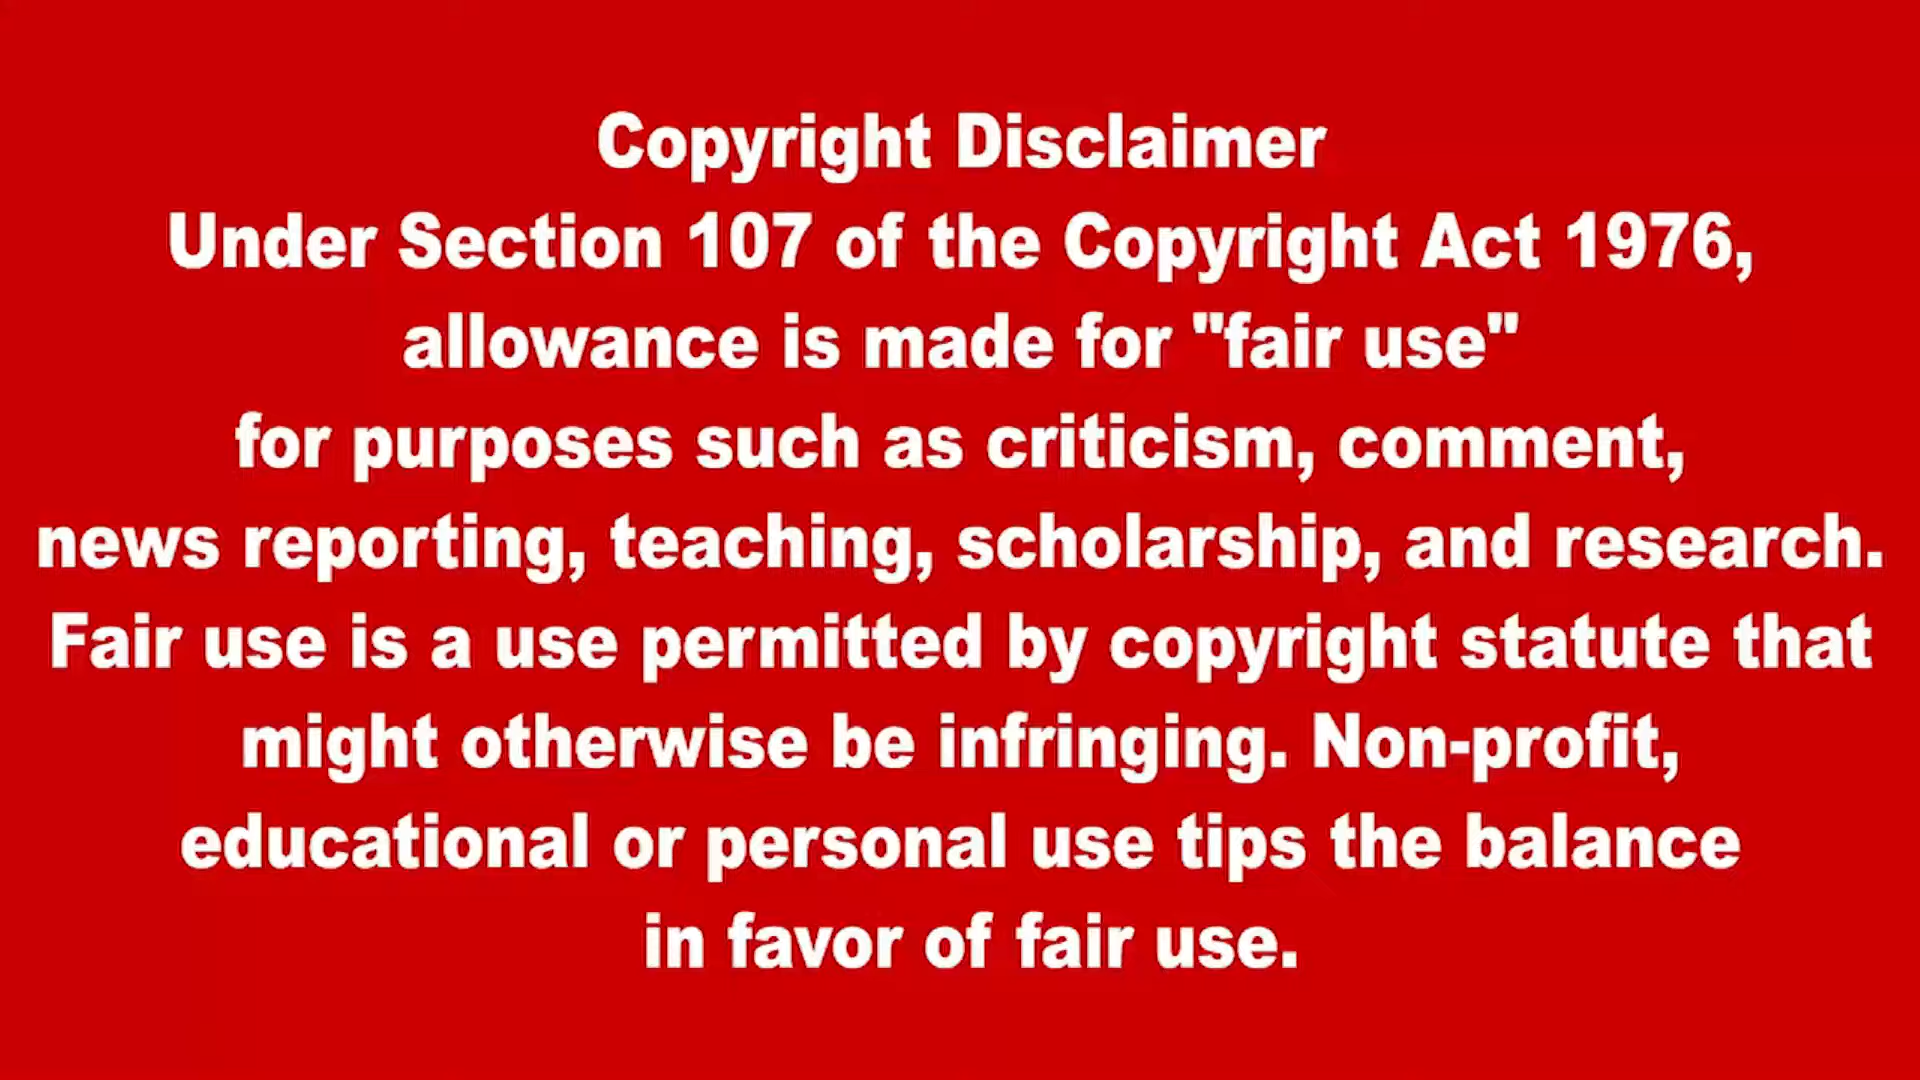 Copyright Disclaimer
Under Section 107 of the Copyright Act 1976,
allowance is made for "fair use"
for purposes such as criticism, comment,
news reporting, teaching, scholarship, and research.
Fair use is a use permitted by copyright statute that
might otherwise be infringing. Non-profit,
educational or personal use tips the balance
in favor of fair use.